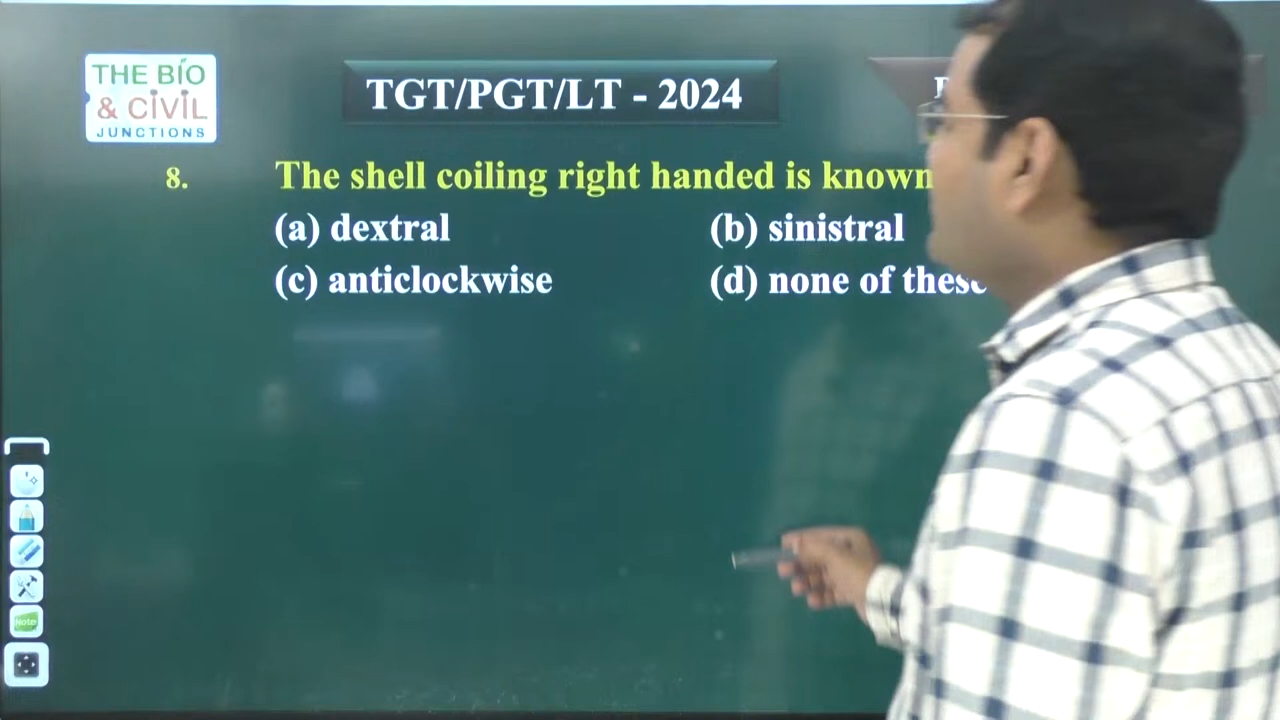 THE BIO
& CIVIL
JUNCTIONS
TGT/PGT/LT - 2024
8. The shell coiling right handed is known
(a) dextral (b) sinistral
(c) anticlockwise (d) none of these
Note